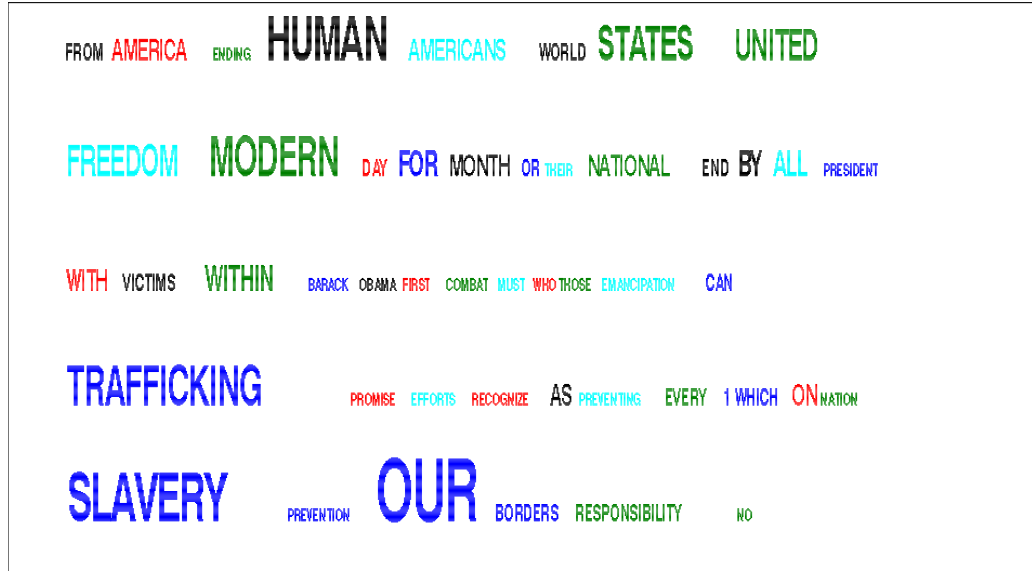 FROM AMERICA ENDING HUMAN AMERICANS WORLD STATES UNITED
FREEDOM MODERN DAY FOR MONTH OR THEIR NATIONAL END BY ALL PRESIDENT
WITH VICTIMS WITHIN BARACK OBAMA FIRST COMBAT MUST WHO THOSE EMANCIPATION CAN
TRAFFICKING PROMISE EFFORTS RECOGNIZE AS PREVENTING EVERY 1 WHICH ON NATION
SLAVERY PREVENTION OUR BORDERS RESPONSIBILITY NO